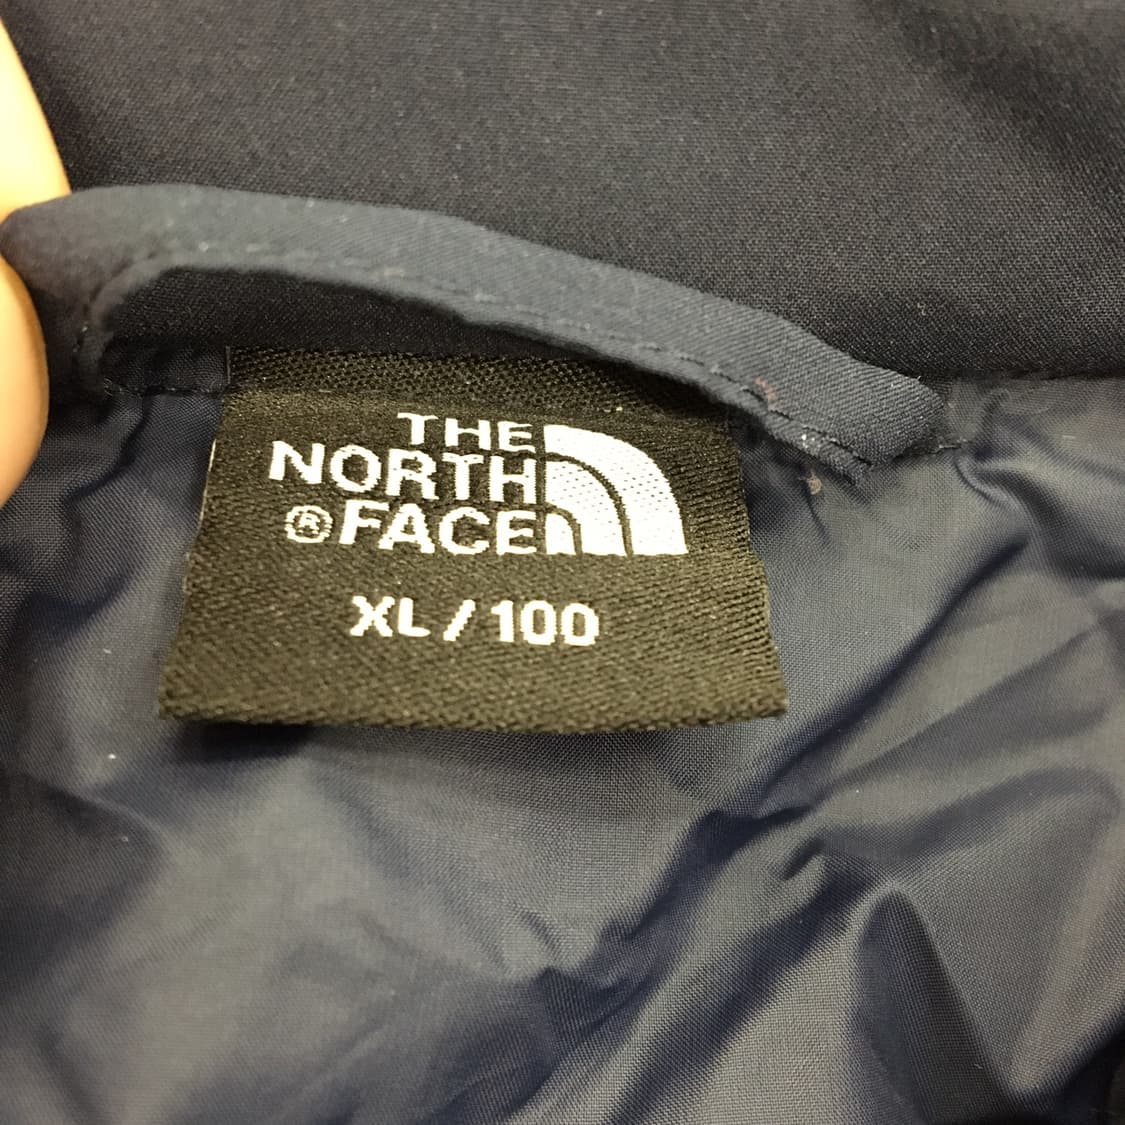 THE
NORTH
® FACE
XL / 100